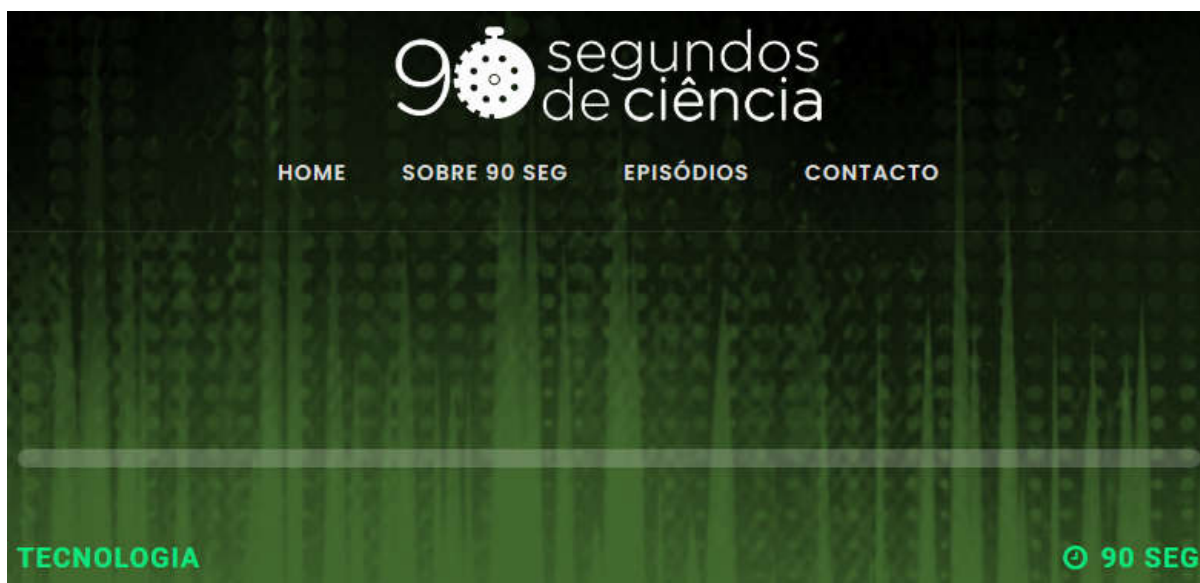 90 segundos
de ciência
HOME SOBRE 90 SEG EPISÓDIOS CONTACTO
TECNOLOGIA 90 SEG